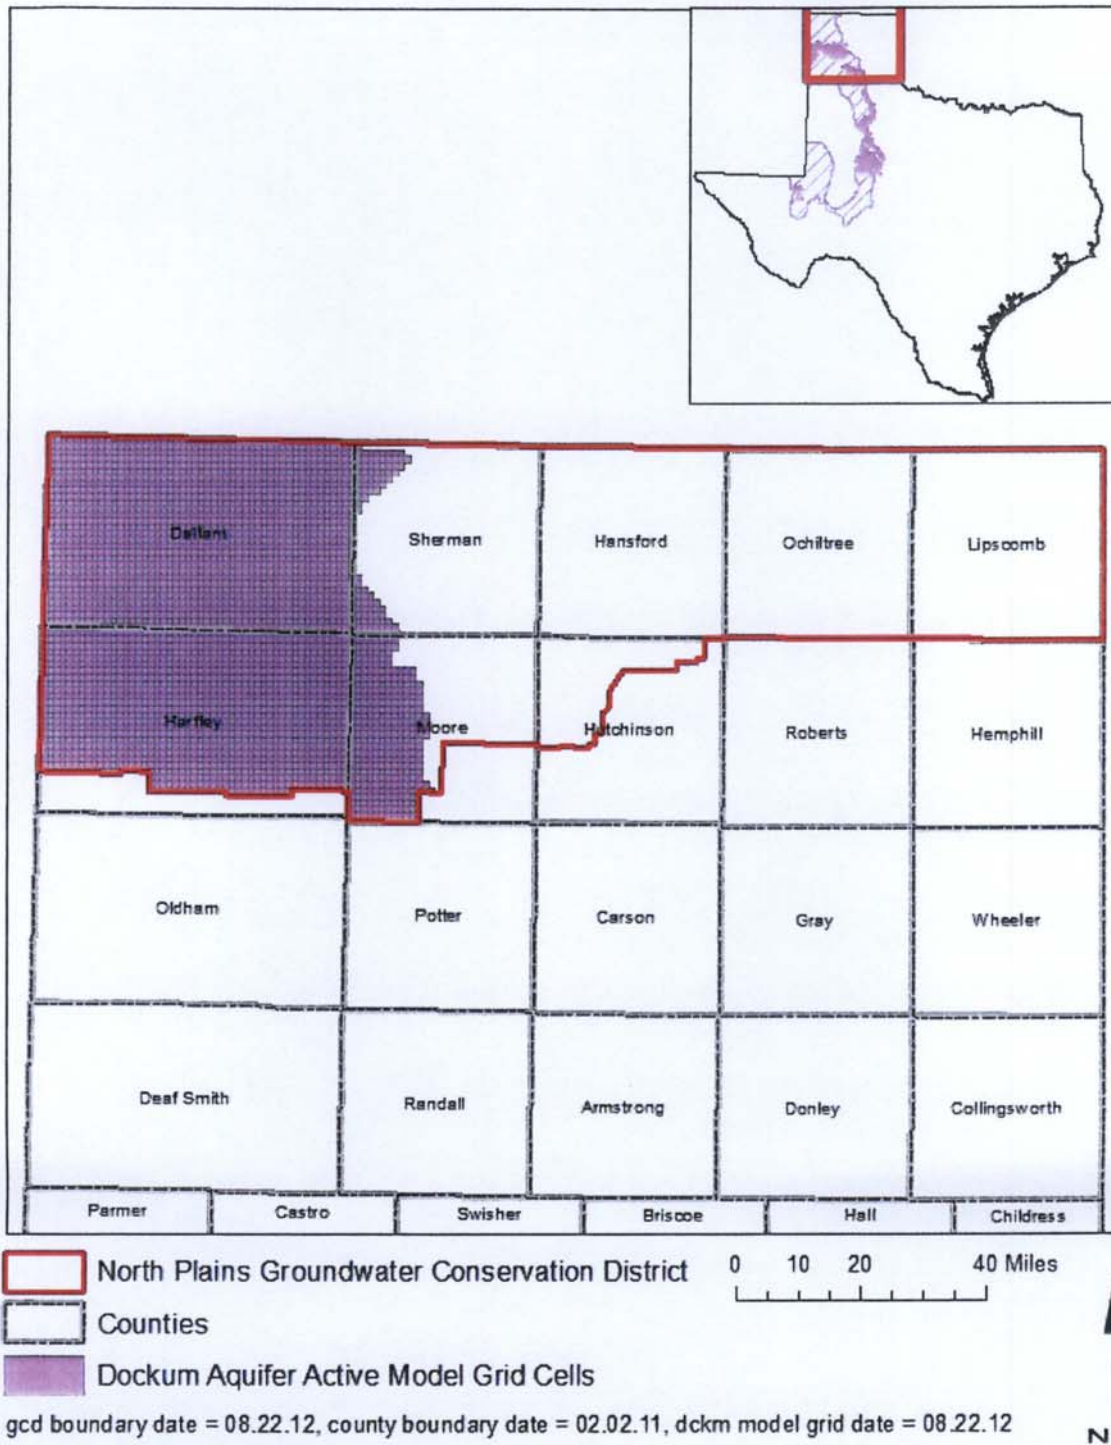 Dallam
Sherman
Hansford
Ochiltree
Lipscomb
Hartley
Moore
Hutchinson
Roberts
Hemphill
Oldham
Potter
Carson
Gray
Wheeler
Deaf Smith
Randall
Armstrong
Donley
Collingsworth
Parmer
Castro
Swisher
Briscoe
Hall
Childress
North Plains Groundwater Conservation District
0 10 20 40 Miles
Counties
Dockum Aquifer Active Model Grid Cells
gcd boundary date = 08.22.12, county boundary date = 02.02.11, dckm model grid date = 08.22.12
N